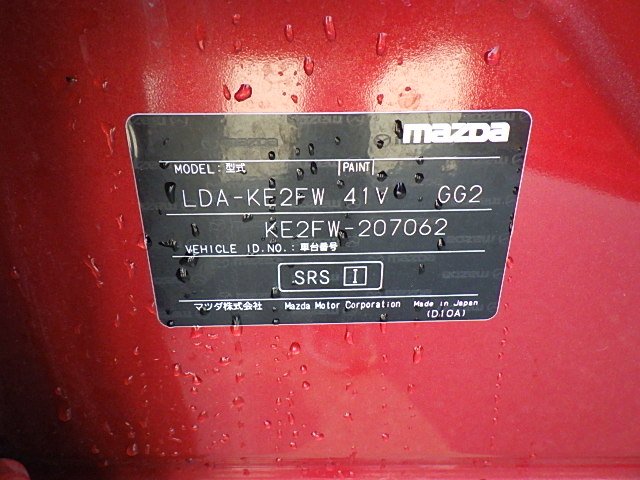 mazda
MODEL:型式 PAINT
LDA-KE2FW 41V GG2
KE2FW-207062
VEHICLE ID.NO.:車台番号
SRS I
マツダ株式会社 Mazda Motor Corporation Made in Japan
(D10A)